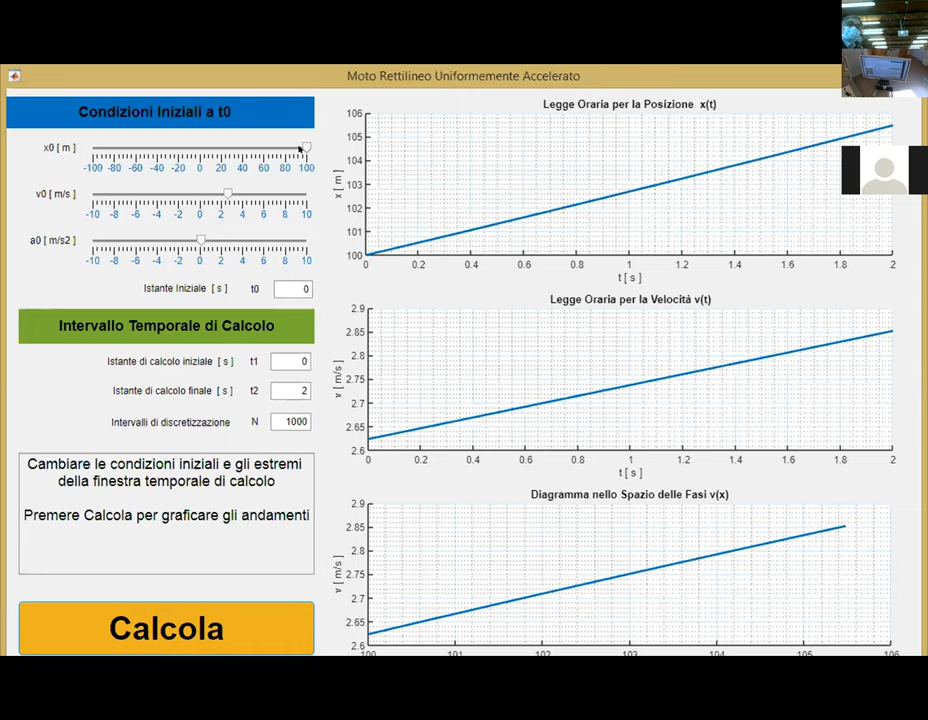 Moto Rettilineo Uniformemente Accelerato
Condizioni Iniziali a t0
x0 [ m ]
-100 -80 -60 -40 -20 0 20 40 60 80 100
v0 [ m/s ]
-10 -8 -6 -4 -2 0 2 4 6 8 10
a0 [ m/s2 ]
-10 -8 -6 -4 -2 0 2 4 6 8 10
Istante Iniziale [ s ] t0 0
Intervallo Temporale di Calcolo
Istante di calcolo iniziale [ s ] t1 0
Istante di calcolo finale [ s ] t2 2
Intervalli di discretizzazione N 1000
Cambiare le condizioni iniziali e gli estremi
della finestra temporale di calcolo
Premere Calcola per graficare gli andamenti
Calcola
Legge Oraria per la Posizione x(t)
106
105
104
103
102
101
100
x [ m ]
0 0.2 0.4 0.6 0.8 1 1.2 1.4 1.6 1.8 2
t [ s ]
Legge Oraria per la Velocità v(t)
2.9
2.85
2.8
2.75
2.7
2.65
2.6
v [ m/s ]
0 0.2 0.4 0.6 0.8 1 1.2 1.4 1.6 1.8 2
t [ s ]
Diagramma nello Spazio delle Fasi v(x)
2.9
2.85
2.8
2.75
2.7
2.65
2.6
v [ m/s ]
100 101 102 103 104 105 106